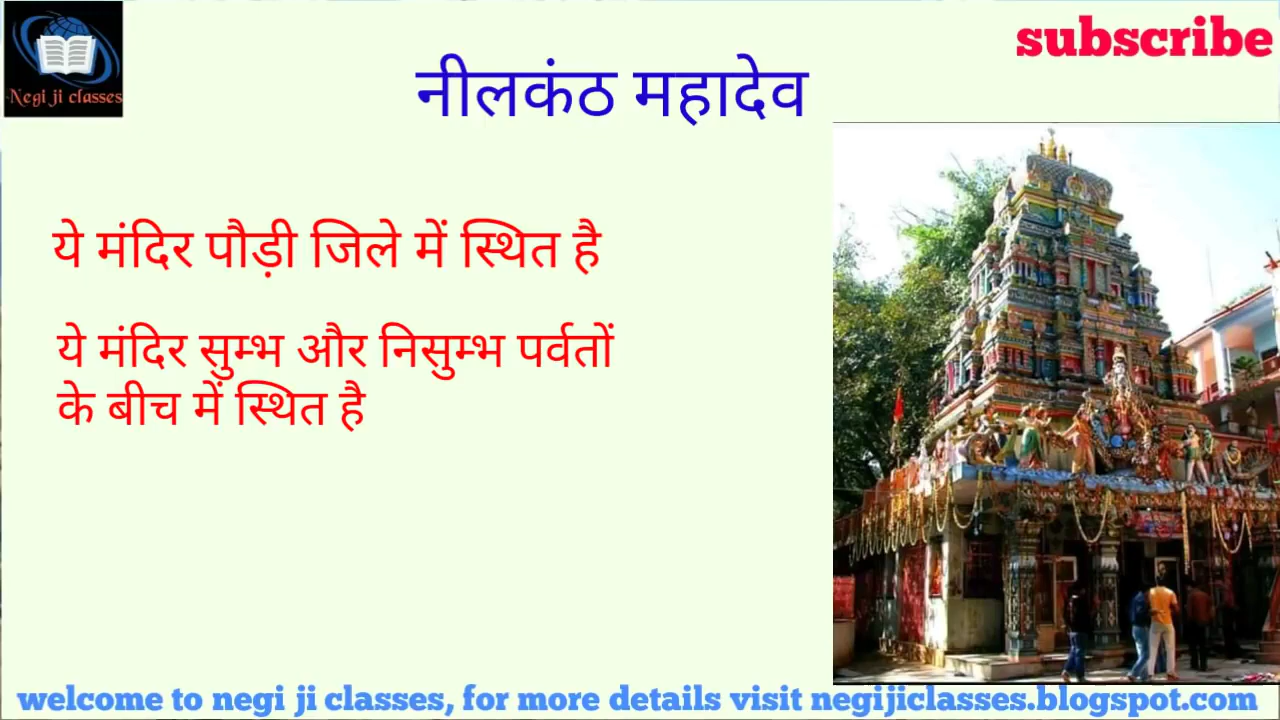 Negi ji classes
subscribe
नीलकंठ महादेव
ये मंदिर पौड़ी जिले में स्थित है
ये मंदिर सुम्भ और निसुम्भ पर्वतों
के बीच में स्थित है
welcome to negi ji classes, for more details visit negijiclasses.blogspot.com